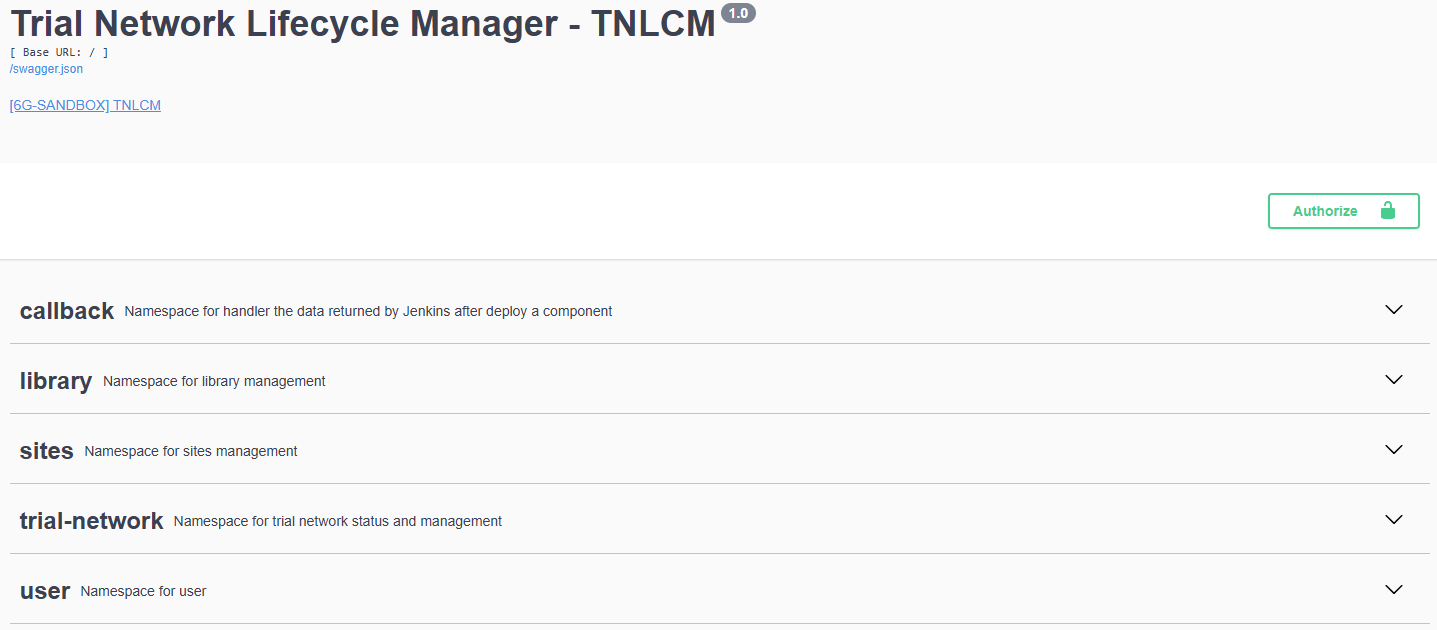 Trial Network Lifecycle Manager - TNLCM 1.0
[ Base URL: / ]
/swagger.json
[6G-SANDBOX] TNLCM
Authorize
callback Namespace for handler the data returned by Jenkins after deploy a component
library Namespace for library management
sites Namespace for sites management
trial-network Namespace for trial network status and management
user Namespace for user